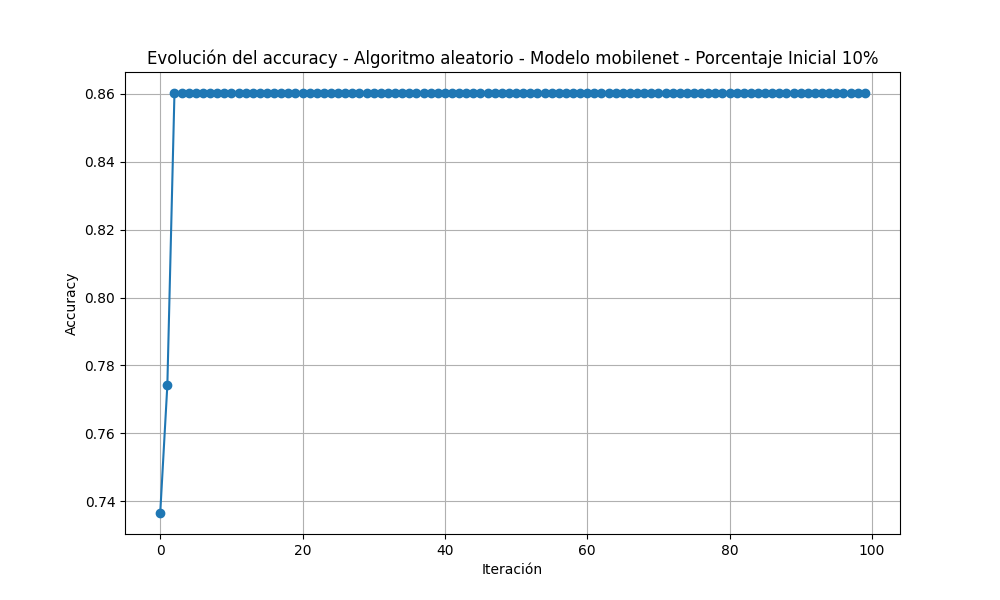 Evolución del accuracy - Algoritmo aleatorio - Modelo mobilenet - Porcentaje Inicial 10%
0.86
0.84
0.82
0.80
0.78
0.76
0.74
Accuracy
0 20 40 60 80 100
Iteración